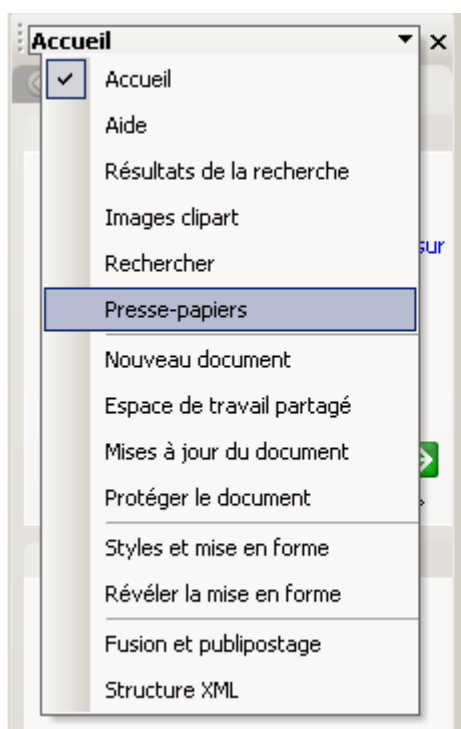 Accueil
Accueil
Aide
Résultats de la recherche
Images clipart
sur
Rechercher
Presse-papiers
Nouveau document
Espace de travail partagé
Mises à jour du document
Protéger le document
Styles et mise en forme
Révéler la mise en forme
Fusion et publipostage
Structure XML